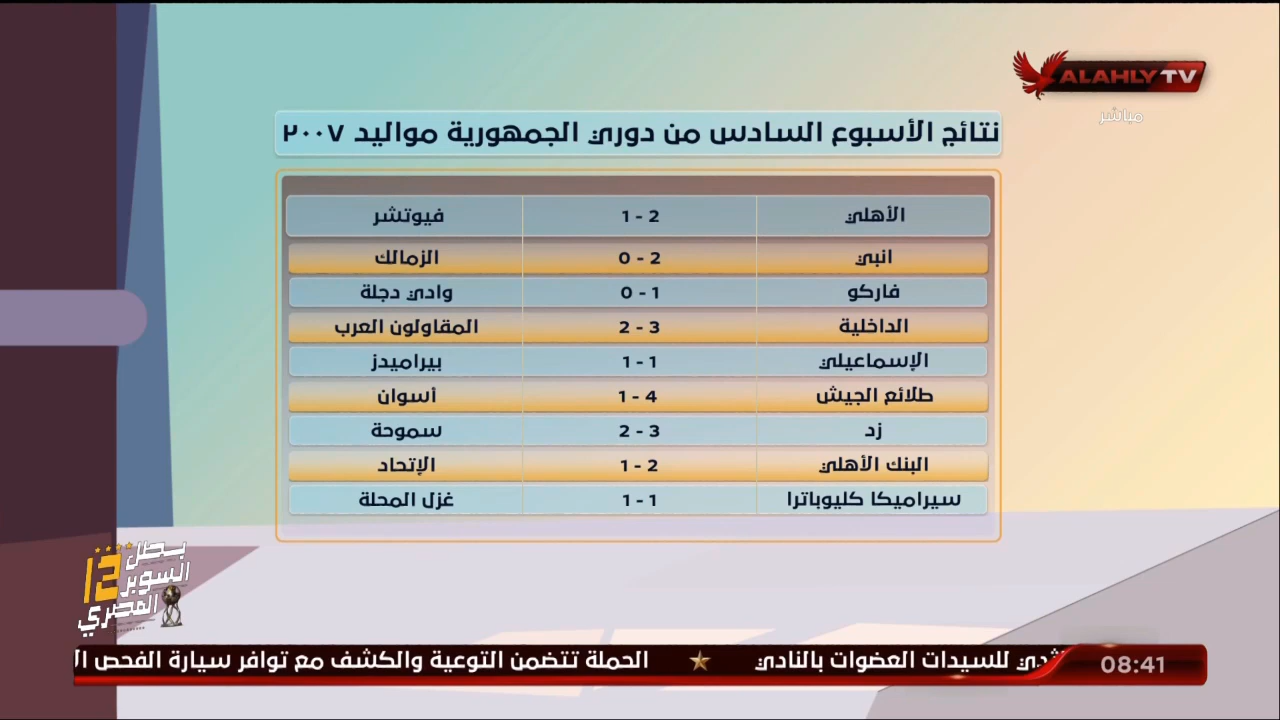 ALAHLY TV
مباشر
نتائج الأسبوع السادس من دوري الجمهورية مواليد ٢٠٠٧
الأهلي 1 - 2 فيوتشر
انبي 0 - 2 الزمالك
فاركو 0 - 1 وادي دجلة
الداخلية 2 - 3 المقاولون العرب
الإسماعيلي 1 - 1 بيراميدز
طلائع الجيش 1 - 4 أسوان
زد 2 - 3 سموحة
البنك الأهلي 1 - 2 الإتحاد
سيراميكا كليوباترا 1 - 1 غزل المحلة
بطل
السوبر 12
المصري
للسيدات العضوات بالنادي ★ الحملة تتضمن التوعية والكشف مع توافر سيارة الفحص
08:41